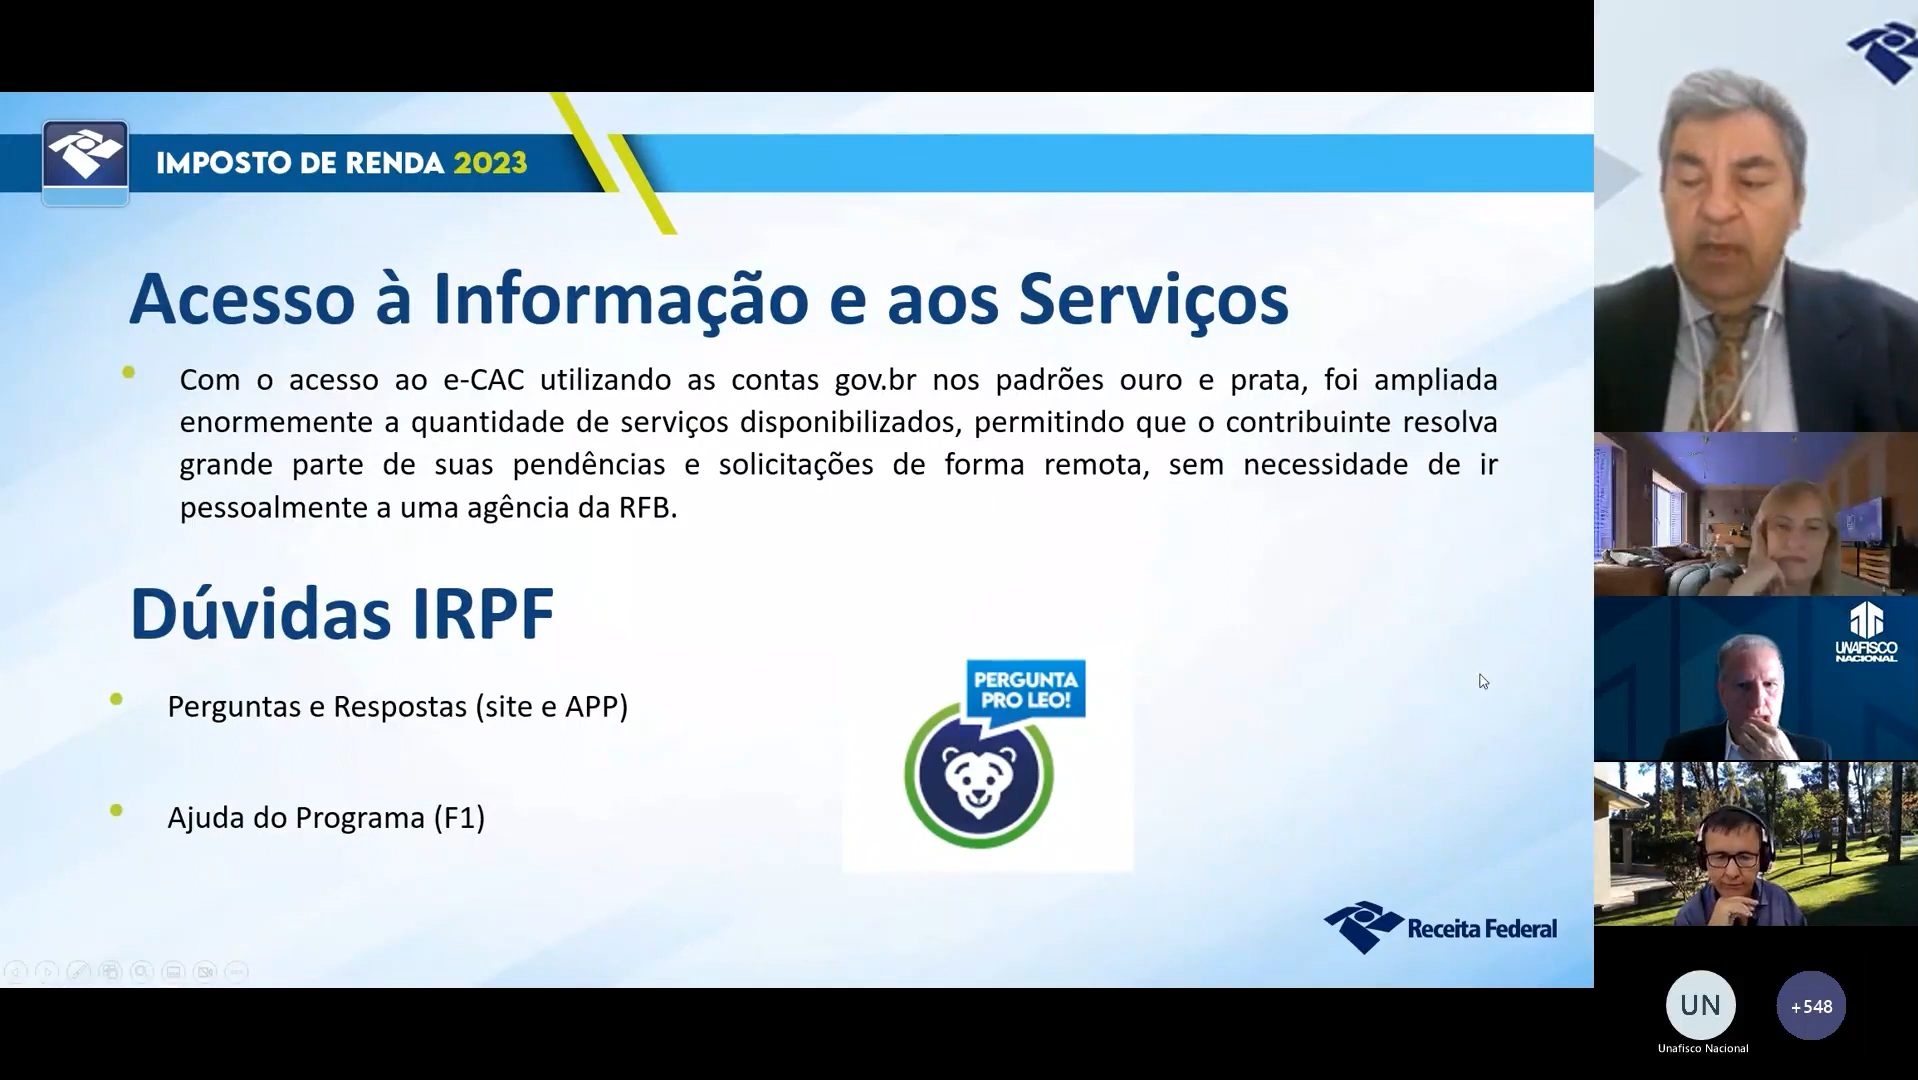 IMPOSTO DE RENDA 2023
Acesso à Informação e aos Serviços
Com o acesso ao e-CAC utilizando as contas gov.br nos padrões ouro e prata, foi ampliada
enormemente a quantidade de serviços disponibilizados, permitindo que o contribuinte resolva
grande parte de suas pendências e solicitações de forma remota, sem necessidade de ir
pessoalmente a uma agência da RFB.
Dúvidas IRPF
Perguntas e Respostas (site e APP)
Ajuda do Programa (F1)
PERGUNTA
PRO LEO!
Receita Federal
UNAFISCO
NACIONAL
UN
+548
Unafisco Nacional